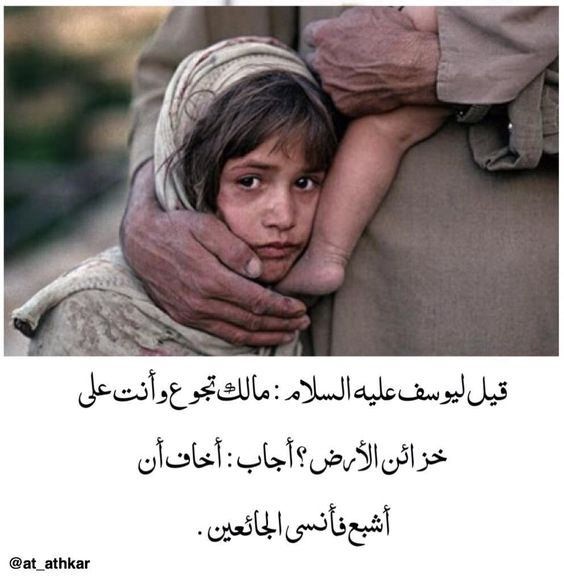 قيل ليوسف عليه السلام : مالك تجوع وأنت على
خزائن الأرض ؟ أجاب : أخاف أن
أشبع فأنسى الجائعين .
@at_athkar